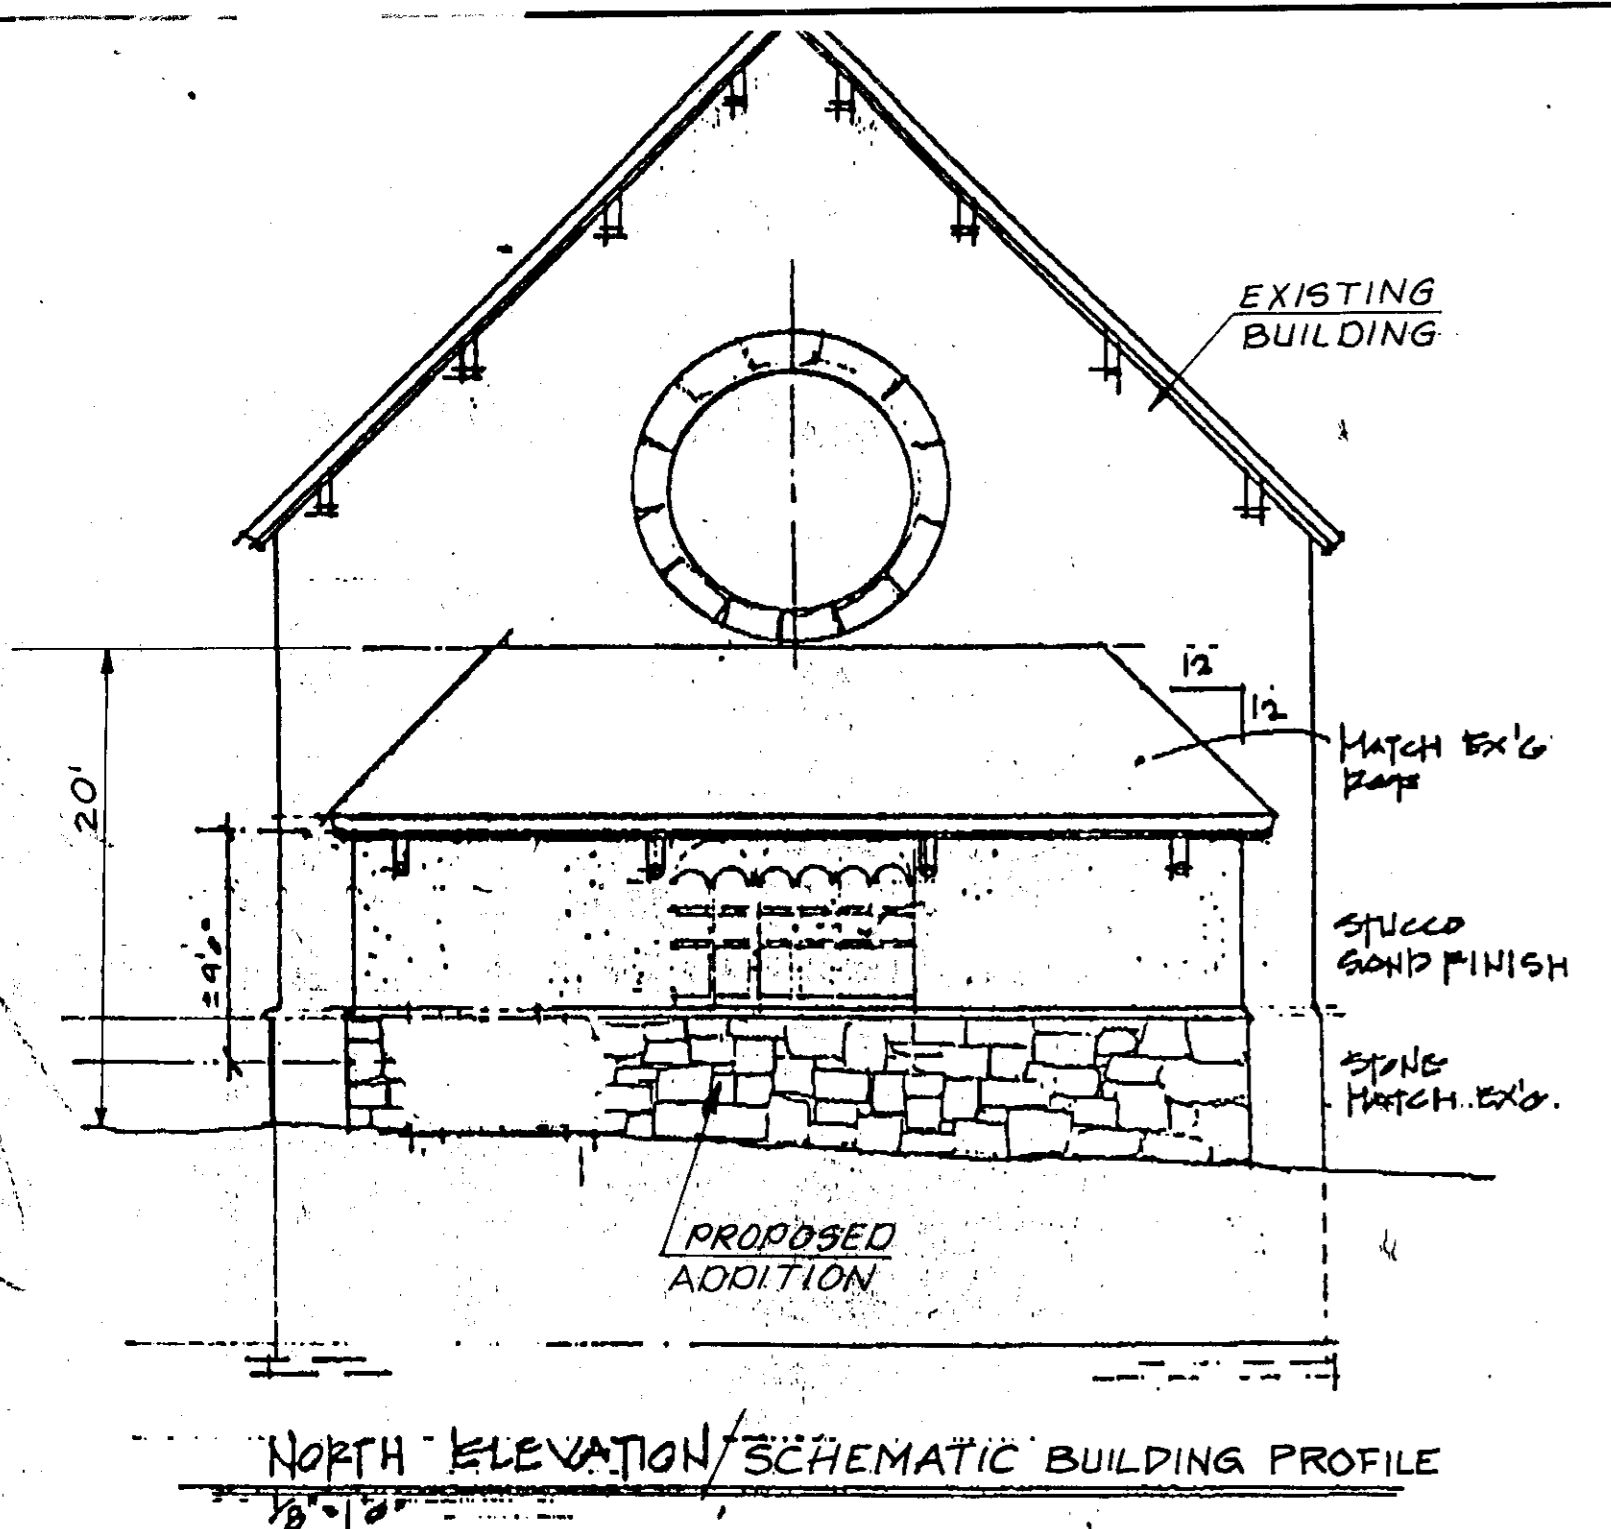 EXISTING
BUILDING
12
12
MATCH EX'G
20'
STUCCO
SAND FINISH
STONE
MATCH EX'G.
PROPOSED
ADDITION
NORTH ELEVATION / SCHEMATIC BUILDING PROFILE